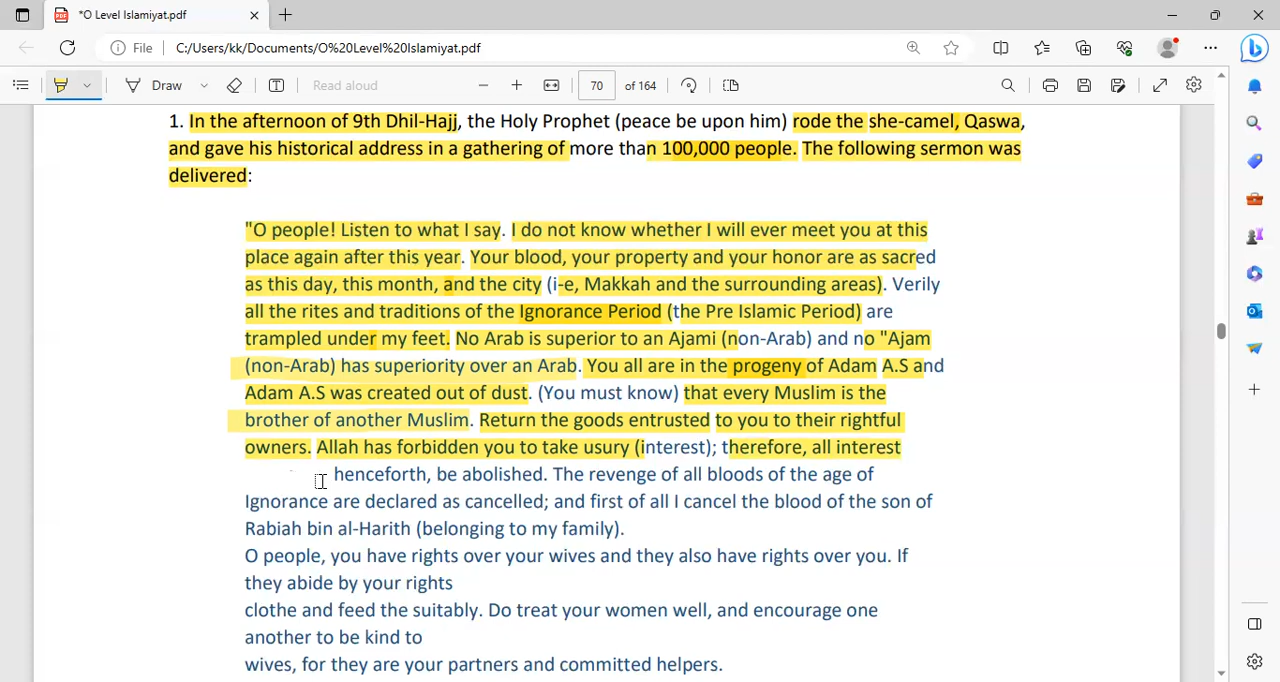 *O Level Islamiyat.pdf
File C:/Users/kk/Documents/O%20Level%20Islamiyat.pdf
Draw Read aloud 70 of 164
1. In the afternoon of 9th Dhil-Hajj, the Holy Prophet (peace be upon him) rode the she-camel, Qaswa,
and gave his historical address in a gathering of more than 100,000 people. The following sermon was
delivered:
"O people! Listen to what I say. I do not know whether I will ever meet you at this
place again after this year. Your blood, your property and your honor are as sacred
as this day, this month, and the city (i-e, Makkah and the surrounding areas). Verily
all the rites and traditions of the Ignorance Period (the Pre Islamic Period) are
trampled under my feet. No Arab is superior to an Ajami (non-Arab) and no "Ajam
(non-Arab) has superiority over an Arab. You all are in the progeny of Adam A.S and
Adam A.S was created out of dust. (You must know) that every Muslim is the
brother of another Muslim. Return the goods entrusted to you to their rightful
owners. Allah has forbidden you to take usury (interest); therefore, all interest
henceforth, be abolished. The revenge of all bloods of the age of
Ignorance are declared as cancelled; and first of all I cancel the blood of the son of
Rabiah bin al-Harith (belonging to my family).
O people, you have rights over your wives and they also have rights over you. If
they abide by your rights
clothe and feed the suitably. Do treat your women well, and encourage one
another to be kind to
wives, for they are your partners and committed helpers.